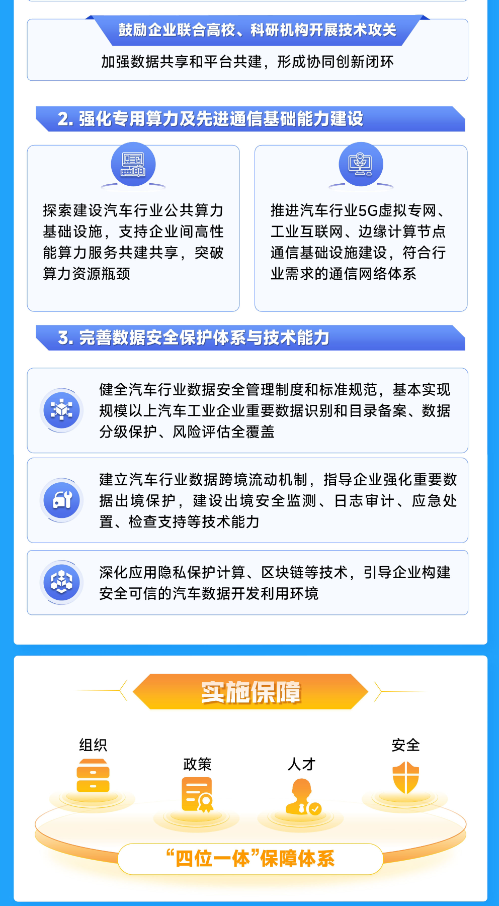 鼓励企业联合高校、科研机构开展技术攻关
加强数据共享和平台共建，形成协同创新闭环
2. 强化专用算力及先进通信基础能力建设
探索建设汽车行业公共算力
基础设施，支持企业间高性
能算力服务共建共享，突破
算力资源瓶颈
推进汽车行业5G虚拟专网、
工业互联网、边缘计算节点
通信基础设施建设，符合行
业需求的通信网络体系
3. 完善数据安全保护体系与技术能力
健全汽车行业数据安全管理制度和标准规范，基本实现
规模以上汽车工业企业重要数据识别和目录备案、数据
分级保护、风险评估全覆盖
建立汽车行业数据跨境流动机制，指导企业强化重要数
据出境保护，建设出境安全监测、日志审计、应急处
置、检查支持等技术能力
深化应用隐私保护计算、区块链等技术，引导企业构建
安全可信的汽车数据开发利用环境
实施保障
组织
政策
人才
安全
“四位一体”保障体系